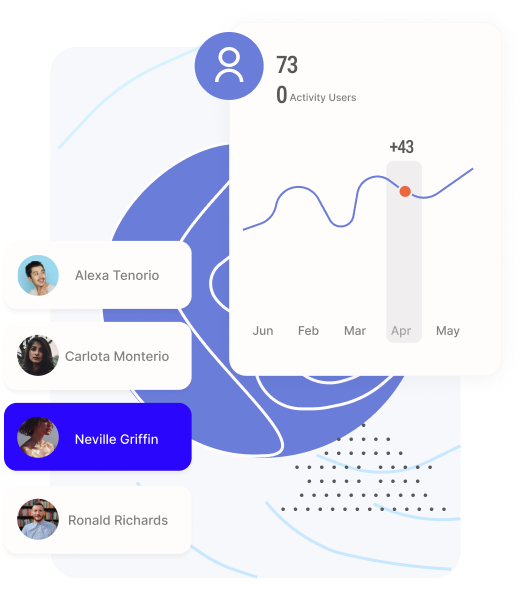 73
0 Activity Users
+43
Jun Feb Mar Apr May
Alexa Tenorio
Carlota Monterio
Neville Griffin
Ronald Richards